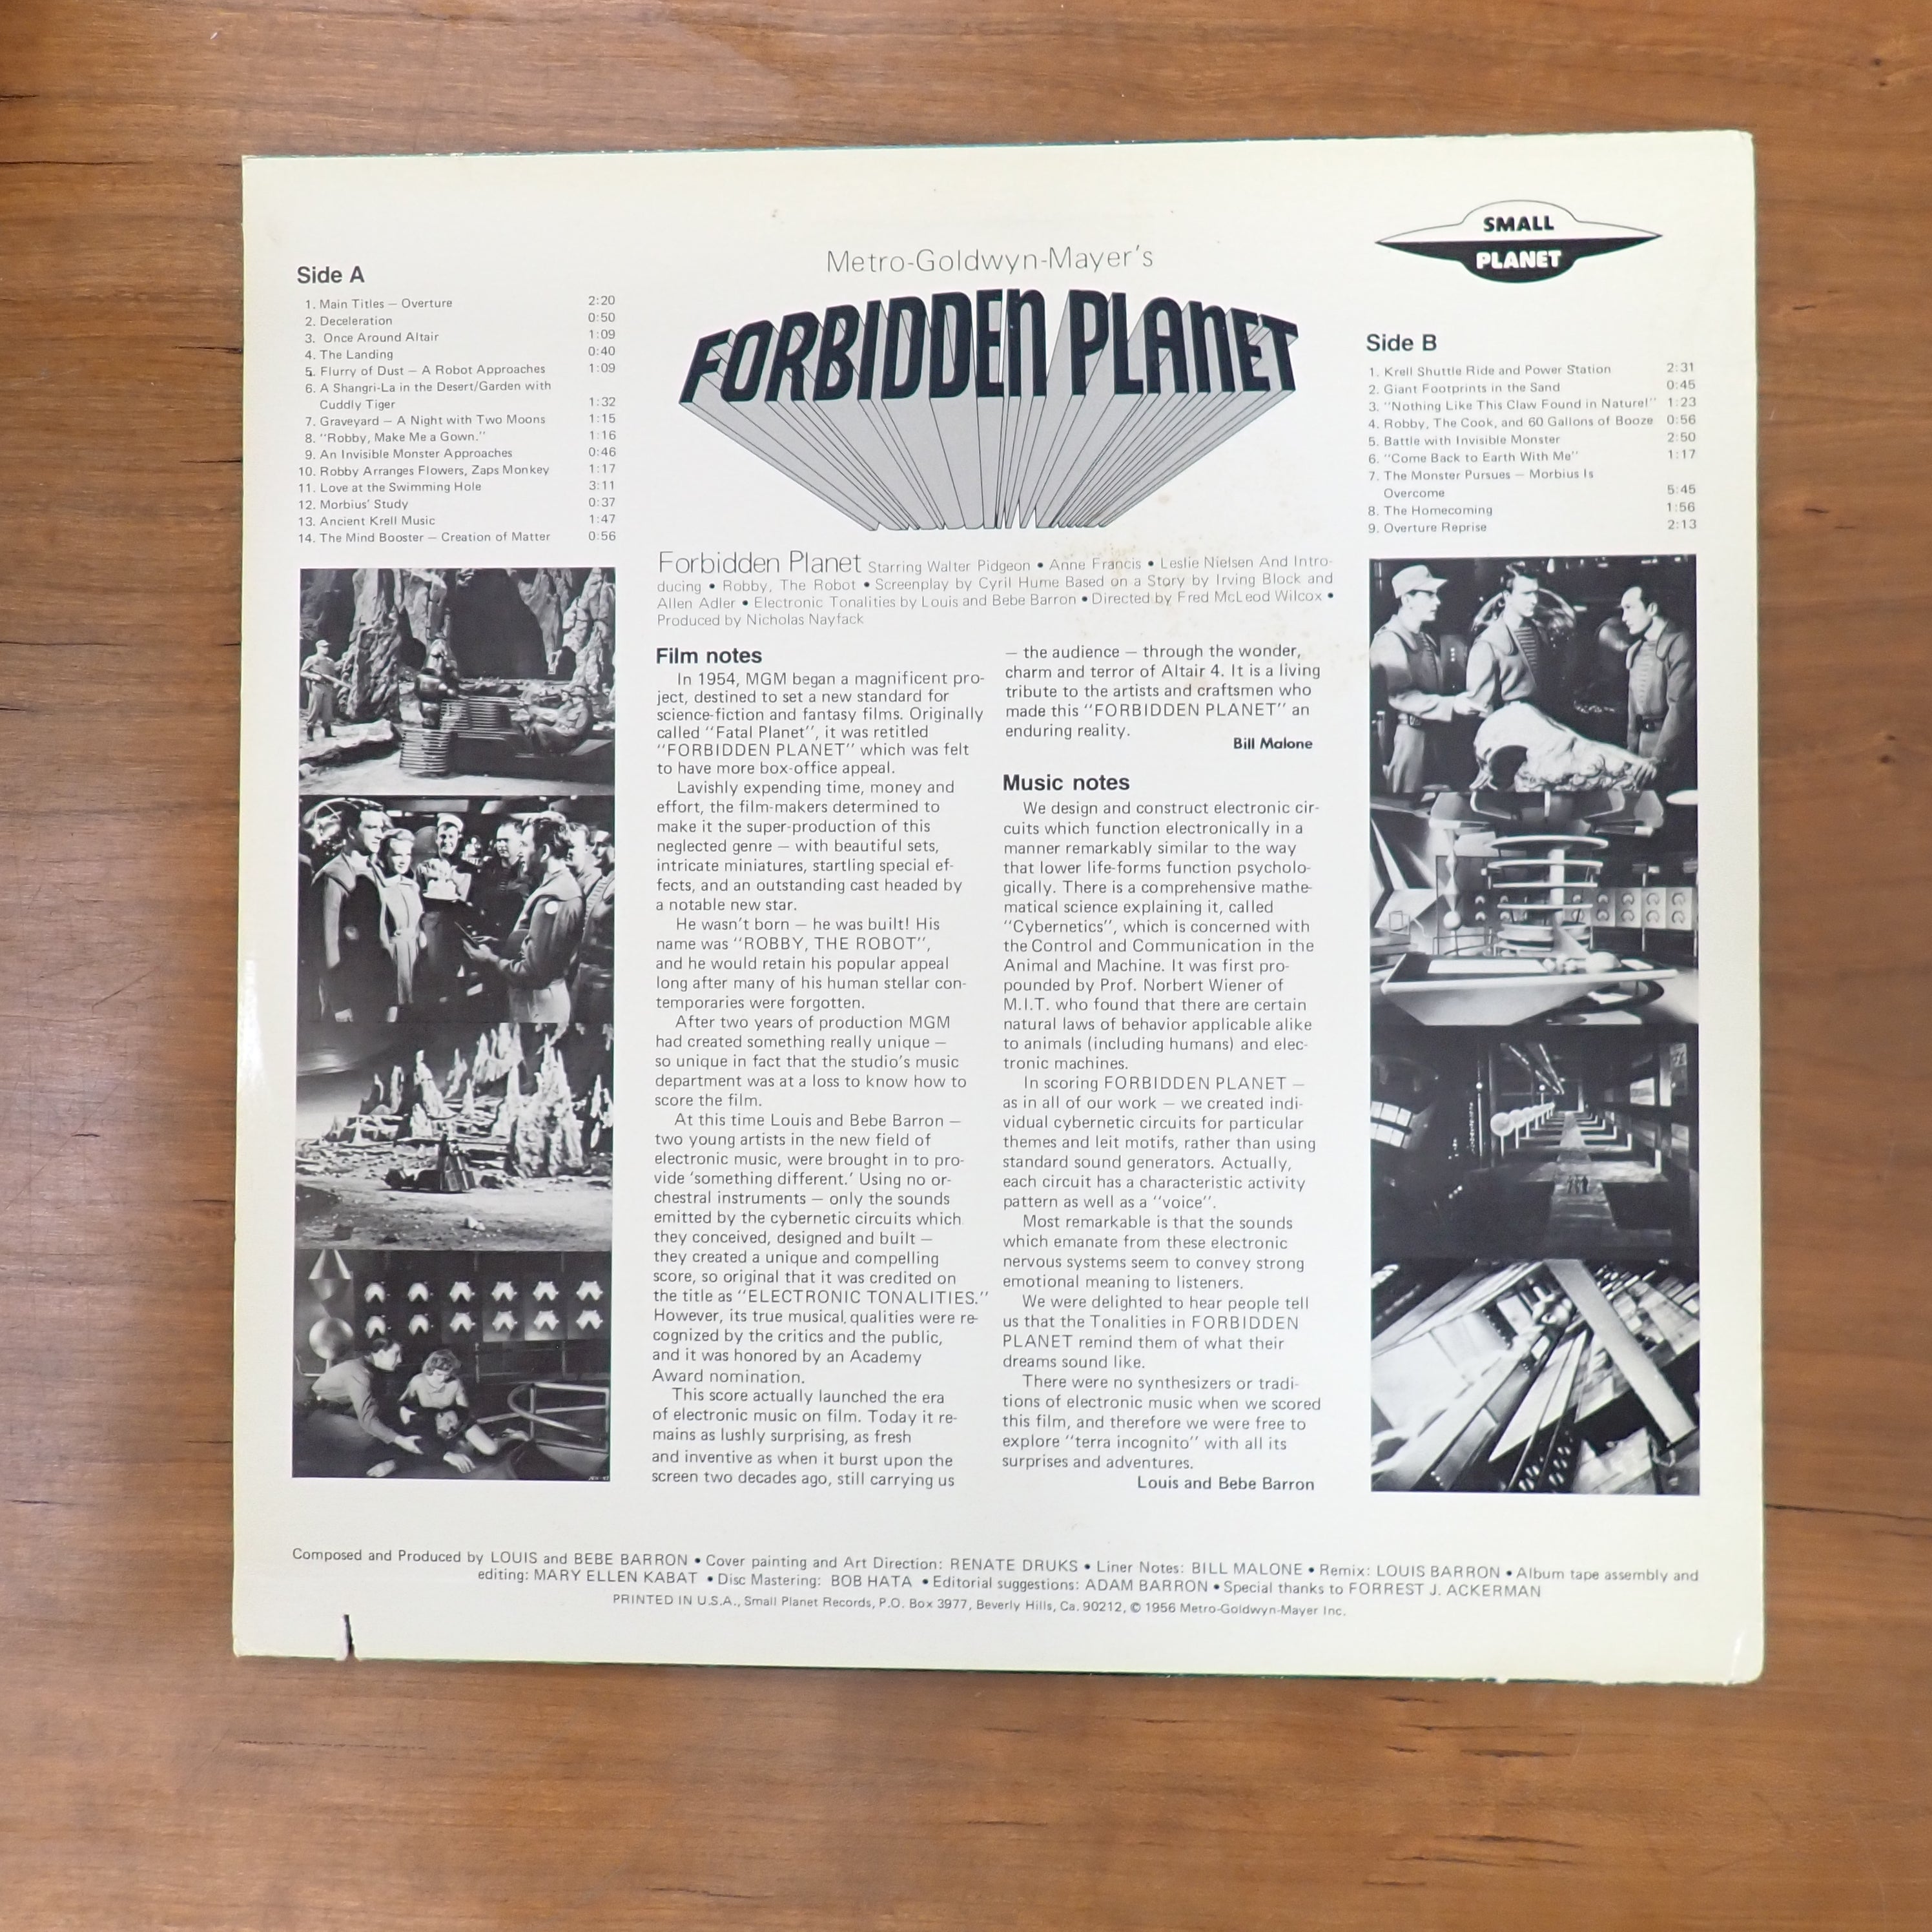 SMALL
PLANET
Metro-Goldwyn-Mayer's
FORBIDDEN PLANET
Side A
1. Main Titles — Overture 2:20
2. Deceleration 0:50
3. Once Around Altair 1:09
4. The Landing 0:40
5. Flurry of Dust — A Robot Approaches 1:09
6. A Shangri-La in the Desert/Garden with
Cuddly Tiger 1:32
7. Graveyard — A Night with Two Moons 1:15
8. "Robby, Make Me a Gown." 1:16
9. An Invisible Monster Approaches 0:46
10. Robby Arranges Flowers, Zaps Monkey 1:17
11. Love at the Swimming Hole 3:11
12. Morbius' Study 0:37
13. Ancient Krell Music 1:47
14. The Mind Booster — Creation of Matter 0:56
Side B
1. Krell Shuttle Ride and Power Station 2:31
2. Giant Footprints in the Sand 0:45
3. "Nothing Like This Claw Found in Nature!" 1:23
4. Robby, The Cook, and 60 Gallons of Booze 0:56
5. Battle with Invisible Monster 2:50
6. "Come Back to Earth With Me" 1:17
7. The Monster Pursues — Morbius Is
Overcome 5:45
8. The Homecoming 1:56
9. Overture Reprise 2:13
Forbidden Planet Starring Walter Pidgeon • Anne Francis • Leslie Nielsen And Intro-
ducing • Robby, The Robot • Screenplay by Cyril Hume Based on a Story by Irving Block and
Allen Adler • Electronic Tonalities by Louis and Bebe Barron • Directed by Fred McLeod Wilcox •
Produced by Nicholas Nayfack
Film notes
In 1954, MGM began a magnificent pro-
ject, destined to set a new standard for
science-fiction and fantasy films. Originally
called "Fatal Planet", it was retitled
"FORBIDDEN PLANET" which was felt
to have more box-office appeal.
Lavishly expending time, money and
effort, the film-makers determined to
make it the super-production of this
neglected genre — with beautiful sets,
intricate miniatures, startling special ef-
fects, and an outstanding cast headed by
a notable new star.
He wasn't born — he was built! His
name was "ROBBY, THE ROBOT",
and he would retain his popular appeal
long after many of his human stellar con-
temporaries were forgotten.
After two years of production MGM
had created something really unique —
so unique in fact that the studio's music
department was at a loss to know how to
score the film.
At this time Louis and Bebe Barron —
two young artists in the new field of
electronic music, were brought in to pro-
vide 'something different.' Using no or-
chestral instruments — only the sounds
emitted by the cybernetic circuits which
they conceived, designed and built —
they created a unique and compelling
score, so original that it was credited on
the title as "ELECTRONIC TONALITIES."
However, its true musical qualities were re-
cognized by the critics and the public,
and it was honored by an Academy
Award nomination.
This score actually launched the era
of electronic music on film. Today it re-
mains as lushly surprising, as fresh
and inventive as when it burst upon the
screen two decades ago, still carrying us
— the audience — through the wonder,
charm and terror of Altair 4. It is a living
tribute to the artists and craftsmen who
made this "FORBIDDEN PLANET" an
enduring reality.
Bill Malone
Music notes
We design and construct electronic cir-
cuits which function electronically in a
manner remarkably similar to the way
that lower life-forms function psycholo-
gically. There is a comprehensive mathe-
matical science explaining it, called
"Cybernetics", which is concerned with
the Control and Communication in the
Animal and Machine. It was first pro-
pounded by Prof. Norbert Wiener of
M.I.T. who found that there are certain
natural laws of behavior applicable alike
to animals (including humans) and elec-
tronic machines.
In scoring FORBIDDEN PLANET —
as in all of our work — we created indi-
vidual cybernetic circuits for particular
themes and leit motifs, rather than using
standard sound generators. Actually,
each circuit has a characteristic activity
pattern as well as a "voice".
Most remarkable is that the sounds
which emanate from these electronic
nervous systems seem to convey strong
emotional meaning to listeners.
We were delighted to hear people tell
us that the Tonalities in FORBIDDEN
PLANET remind them of what their
dreams sound like.
There were no synthesizers or tradi-
tions of electronic music when we scored
this film, and therefore we were free to
explore "terra incognito" with all its
surprises and adventures.
Louis and Bebe Barron
Composed and Produced by LOUIS and BEBE BARRON • Cover painting and Art Direction: RENATE DRUKS • Liner Notes: BILL MALONE • Remix: LOUIS BARRON • Album tape assembly and
editing: MARY ELLEN KABAT • Disc Mastering: BOB HATA • Editorial suggestions: ADAM BARRON • Special thanks to FORREST J. ACKERMAN
PRINTED IN U.S.A., Small Planet Records, P.O. Box 3977, Beverly Hills, Ca. 90212, © 1956 Metro-Goldwyn-Mayer Inc.